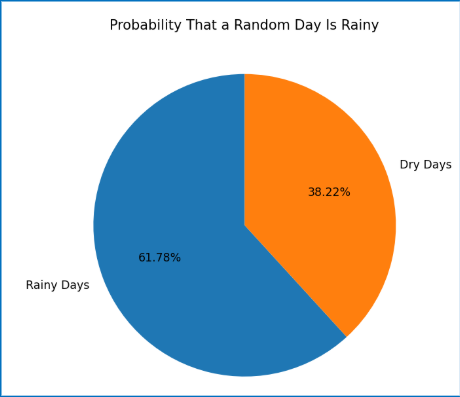 Probability That a Random Day Is Rainy
Dry Days
38.22%
61.78%
Rainy Days